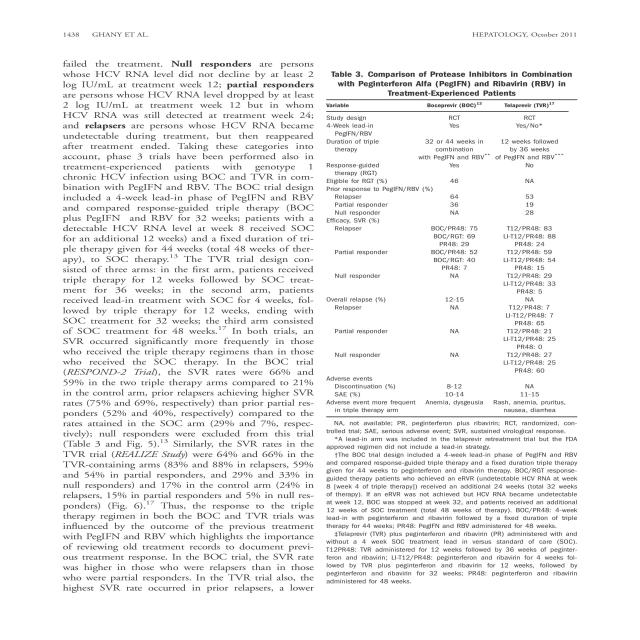 1438 GHANY ET AL.
HEPATOLOGY, October 2011
failed the treatment. Null responders are persons
whose HCV RNA level did not decline by at least 2
log IU/mL at treatment week 12; partial responders
are persons whose HCV RNA level dropped by at least
2 log IU/mL at treatment week 12 but in whom
HCV RNA was still detected at treatment week 24;
and relapsers are persons whose HCV RNA became
undetectable during treatment, but then reappeared
after treatment ended. Taking these categories into
account, phase 3 trials have been performed also in
treatment-experienced patients with genotype 1
chronic HCV infection using BOC and TVR in com-
bination with PegIFN and RBV. The BOC trial design
included a 4-week lead-in phase of PegIFN and RBV
and compared response-guided triple therapy (BOC
plus PegIFN and RBV for 32 weeks; patients with a
detectable HCV RNA level at week 8 received SOC
for an additional 12 weeks) and a fixed duration of tri-
ple therapy given for 44 weeks (total 48 weeks of ther-
apy), to SOC therapy.13 The TVR trial design con-
sisted of three arms: in the first arm, patients received
triple therapy for 12 weeks followed by SOC treat-
ment for 36 weeks; in the second arm, patients
received lead-in treatment with SOC for 4 weeks, fol-
lowed by triple therapy for 12 weeks, ending with
SOC treatment for 32 weeks; the third arm consisted
of SOC treatment for 48 weeks.17 In both trials, an
SVR occurred significantly more frequently in those
who received the triple therapy regimens than in those
who received the SOC therapy. In the BOC trial
(RESPOND-2 Trial), the SVR rates were 66% and
59% in the two triple therapy arms compared to 21%
in the control arm, prior relapsers achieving higher SVR
rates (75% and 69%, respectively) than prior partial res-
ponders (52% and 40%, respectively) compared to the
rates attained in the SOC arm (29% and 7%, respec-
tively); null responders were excluded from this trial
(Table 3 and Fig. 5).13 Similarly, the SVR rates in the
TVR trial (REALIZE Study) were 64% and 66% in the
TVR-containing arms (83% and 88% in relapsers, 59%
and 54% in partial responders, and 29% and 33% in
null responders) and 17% in the control arm (24% in
relapsers, 15% in partial responders and 5% in null res-
ponders) (Fig. 6).17 Thus, the response to the triple
therapy regimen in both the BOC and TVR trials was
influenced by the outcome of the previous treatment
with PegIFN and RBV which highlights the importance
of reviewing old treatment records to document previ-
ous treatment response. In the BOC trial, the SVR rate
was higher in those who were relapsers than in those
who were partial responders. In the TVR trial also, the
highest SVR rate occurred in prior relapsers, a lower
Table 3. Comparison of Protease Inhibitors in Combination
with Peginterferon Alfa (PegIFN) and Ribavirin (RBV) in
Treatment-Experienced Patients
Variable Boceprevir (BOC)13 Telaprevir (TVR)17
Study design RCT RCT
4-Week lead-in Yes Yes/No*
PegIFN/RBV
Duration of triple 32 or 44 weeks in 12 weeks followed
therapy combination by 36 weeks
with PegIFN and RBV** of PegIFN and RBV***
Response-guided Yes No
therapy (RGT)
Eligible for RGT (%) 46 NA
Prior response to PegIFN/RBV (%)
Relapser 64 53
Partial responder 36 19
Null responder NA 28
Efficacy, SVR (%)
Relapser BOC/PR48: 75 T12/PR48: 83
BOC/RGT: 69 LI-T12/PR48: 88
PR48: 29 PR48: 24
Partial responder BOC/PR48: 52 T12/PR48: 59
BOC/RGT: 40 LI-T12/PR48: 54
PR48: 7 PR48: 15
Null responder NA T12/PR48: 29
LI-T12/PR48: 33
PR48: 5
Overall relapse (%) 12-15 NA
Relapser NA T12/PR48: 7
LI-T12/PR48: 7
PR48: 65
Partial responder NA T12/PR48: 21
LI-T12/PR48: 25
PR48: 0
Null responder NA T12/PR48: 27
LI-T12/PR48: 25
PR48: 60
Adverse events
Discontinuation (%) 8-12 NA
SAE (%) 10-14 11-15
Adverse event more frequent Anemia, dysgeusia Rash, anemia, pruritus,
in triple therapy arm nausea, diarrhea
NA, not available; PR, peginterferon plus ribavirin; RCT, randomized, con-
trolled trial; SAE, serious adverse event; SVR, sustained virological response.
*A lead-in arm was included in the telaprevir retreatment trial but the FDA
approved regimen did not include a lead-in strategy.
†The BOC trial design included a 4-week lead-in phase of PegIFN and RBV
and compared response-guided triple therapy and a fixed duration triple therapy
given for 44 weeks to peginterferon and ribavirin therapy. BOC/RGT response-
guided therapy patients who achieved an eRVR (undetectable HCV RNA at week
8 [week 4 of triple therapy]) received an additional 24 weeks (total 32 weeks
of therapy). If an eRVR was not achieved but HCV RNA became undetectable
at week 12, BOC was stopped at week 32, and patients received an additional
12 weeks of SOC treatment (total 48 weeks of therapy). BOC/PR48: 4-week
lead-in with peginterferon and ribavirin followed by a fixed duration of triple
therapy for 44 weeks; PR48: PegIFN and RBV administered for 48 weeks.
‡Telaprevir (TVR) plus peginterferon and ribavirin (PR) administered with and
without a 4 week SOC treatment lead in versus standard of care (SOC).
T12PR48: TVR administered for 12 weeks followed by 36 weeks of peginter-
feron and ribavirin; LI-T12/PR48: peginterferon and ribavirin for 4 weeks fol-
lowed by TVR plus peginterferon and ribavirin for 12 weeks, followed by
peginterferon and ribavirin for 32 weeks; PR48: peginterferon and ribavirin
administered for 48 weeks.